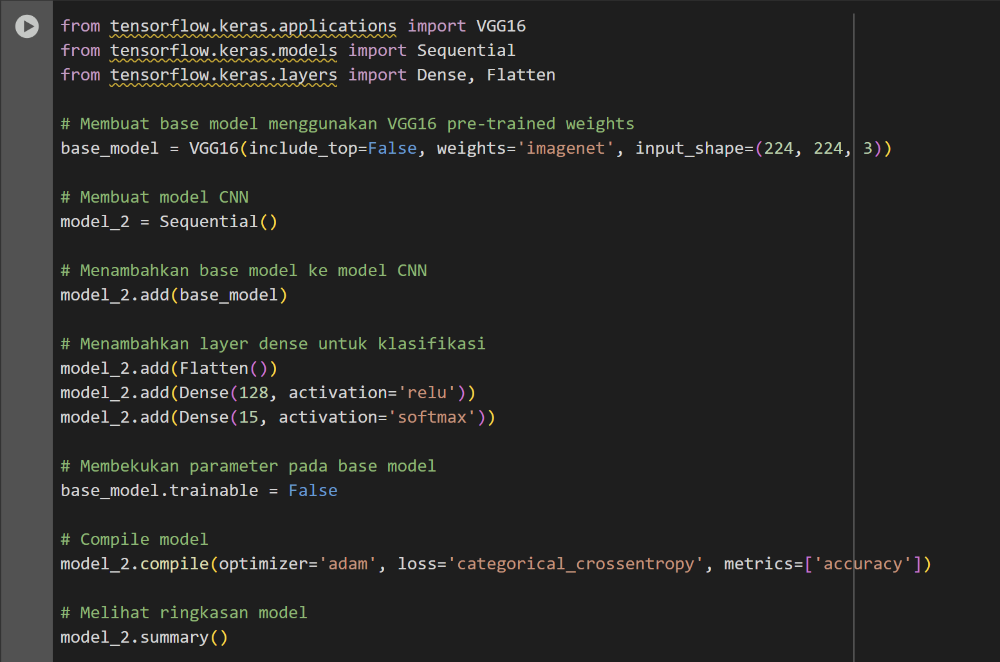 from tensorflow.keras.applications import VGG16
from tensorflow.keras.models import Sequential
from tensorflow.keras.layers import Dense, Flatten
# Membuat base model menggunakan VGG16 pre-trained weights
base_model = VGG16(include_top=False, weights='imagenet', input_shape=(224, 224, 3))
# Membuat model CNN
model_2 = Sequential()
# Menambahkan base model ke model CNN
model_2.add(base_model)
# Menambahkan layer dense untuk klasifikasi
model_2.add(Flatten())
model_2.add(Dense(128, activation='relu'))
model_2.add(Dense(15, activation='softmax'))
# Membekukan parameter pada base model
base_model.trainable = False
# Compile model
model_2.compile(optimizer='adam', loss='categorical_crossentropy', metrics=['accuracy'])
# Melihat ringkasan model
model_2.summary()